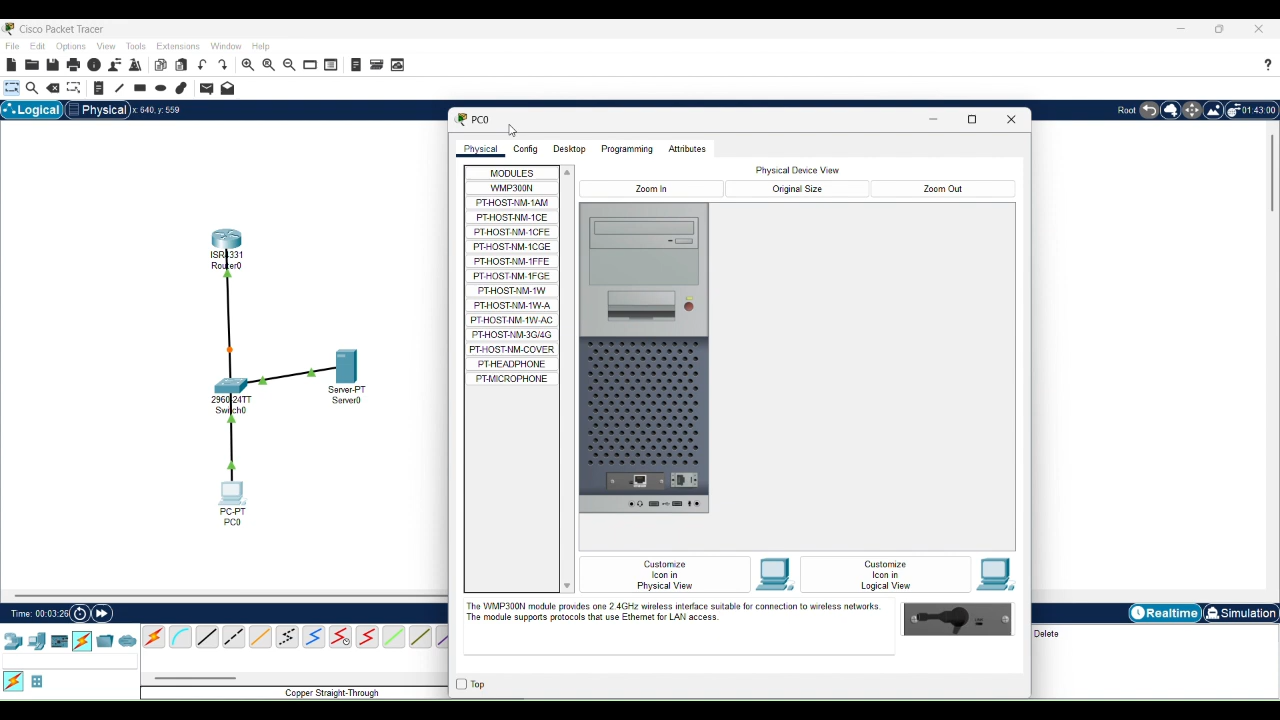 Cisco Packet Tracer
File Edit Options View Tools Extensions Window Help
?
Logical Physical x: 640, y: 559
Root 01:43:00
PC0
Physical Config Desktop Programming Attributes
MODULES
WMP300N
PT-HOST-NM-1AM
PT-HOST-NM-1CE
PT-HOST-NM-1CFE
PT-HOST-NM-1CGE
PT-HOST-NM-1FFE
PT-HOST-NM-1FGE
PT-HOST-NM-1W
PT-HOST-NM-1W-A
PT-HOST-NM-1W-AC
PT-HOST-NM-3G/4G
PT-HOST-NM-COVER
PT-HEADPHONE
PT-MICROPHONE
Physical Device View
Zoom In Original Size Zoom Out
ISR4331
Router0
Server-PT
Server0
2960-24TT
Switch0
PC-PT
PC0
Customize
Icon in
Physical View
Customize
Icon in
Logical View
The WMP300N module provides one 2.4GHz wireless interface suitable for connection to wireless networks.
The module supports protocols that use Ethernet for LAN access.
Top
Time: 00:03:26
Realtime Simulation
Delete
Copper Straight-Through